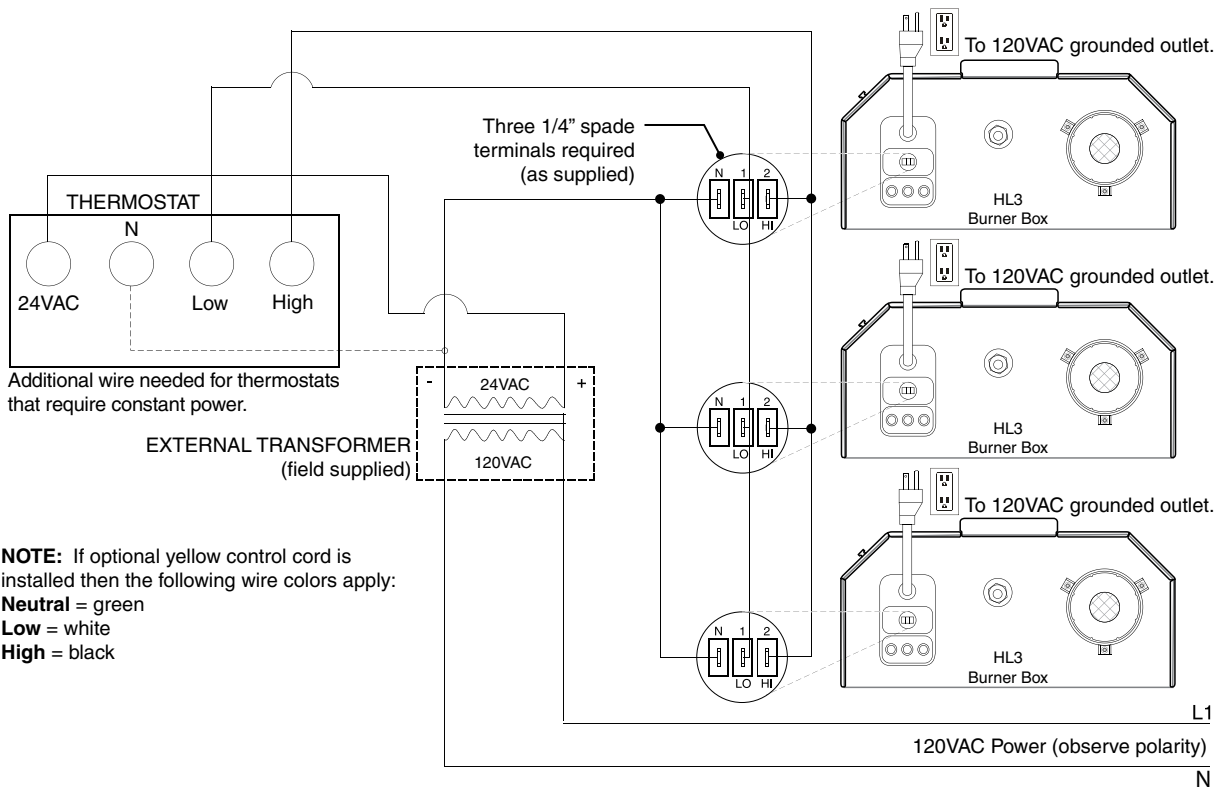 To 120VAC grounded outlet.
Three 1/4” spade
terminals required
(as supplied)
N 1 2
LO HI
HL3
Burner Box
THERMOSTAT
N
24VAC
Low
High
Additional wire needed for thermostats
that require constant power.
To 120VAC grounded outlet.
- 24VAC +
EXTERNAL TRANSFORMER
(field supplied)
120VAC
N 1 2
LO HI
HL3
Burner Box
To 120VAC grounded outlet.
NOTE: If optional yellow control cord is
installed then the following wire colors apply:
Neutral = green
Low = white
High = black
N 1 2
LO HI
HL3
Burner Box
L1
120VAC Power (observe polarity)
N